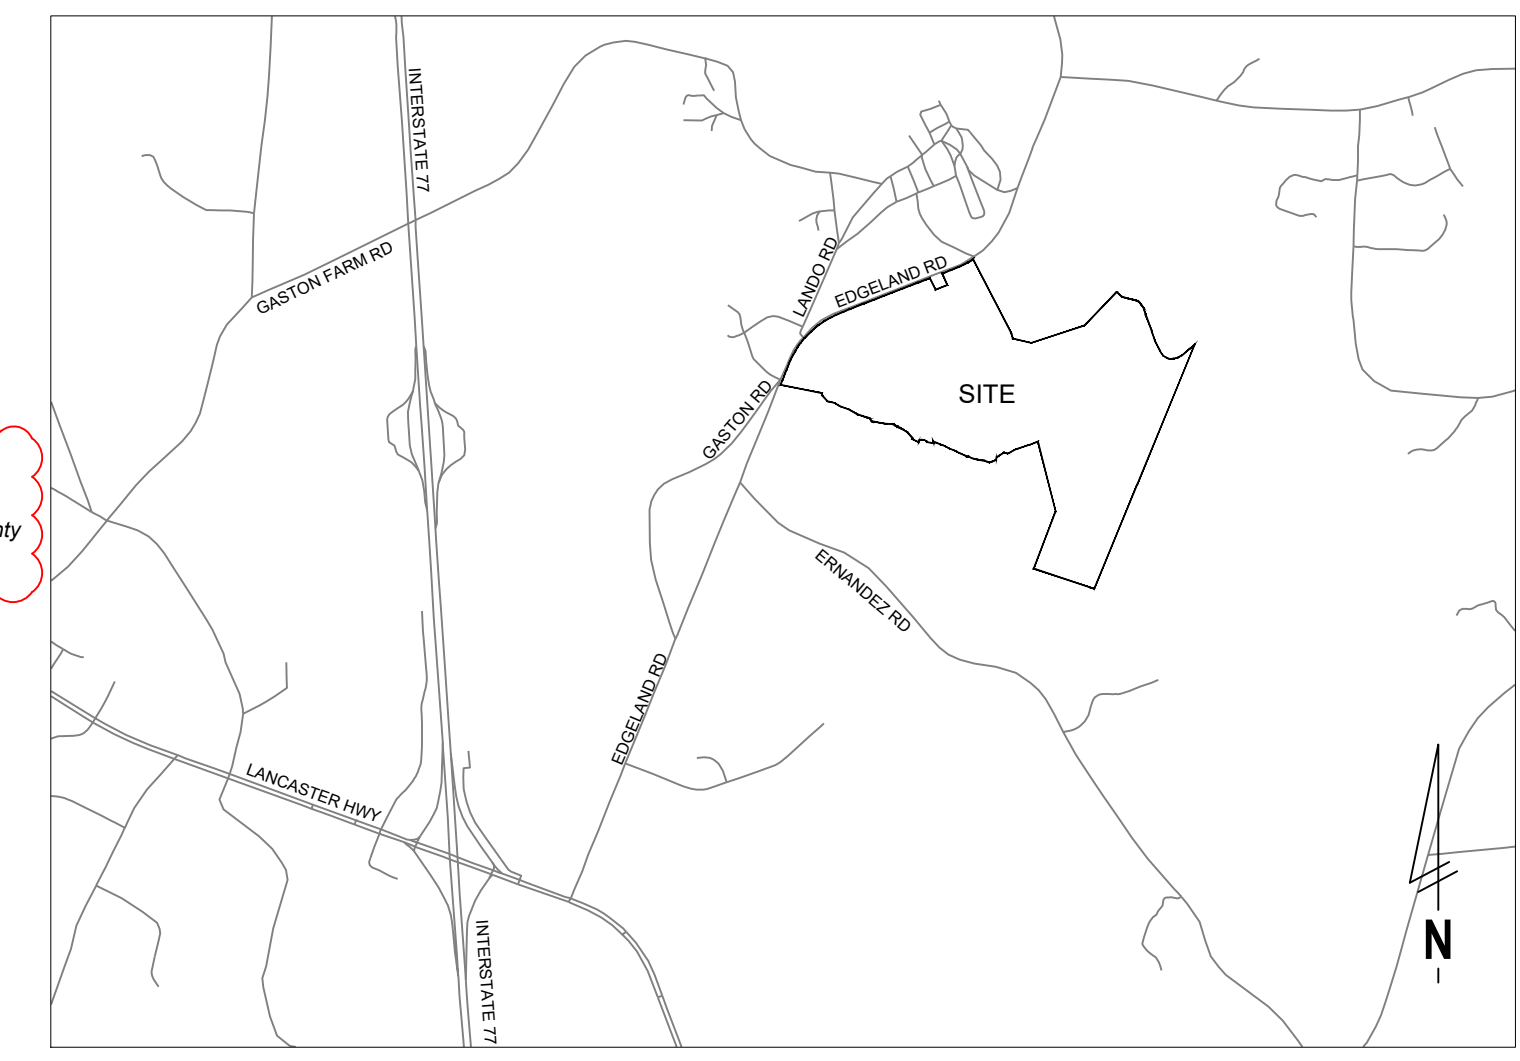 INTERSTATE 77
GASTON FARM RD
LANDO RD
EDGELAND RD
SITE
GASTON RD
ERNANDEZ RD
EDGELAND RD
LANCASTER HWY
INTERSTATE 77
N